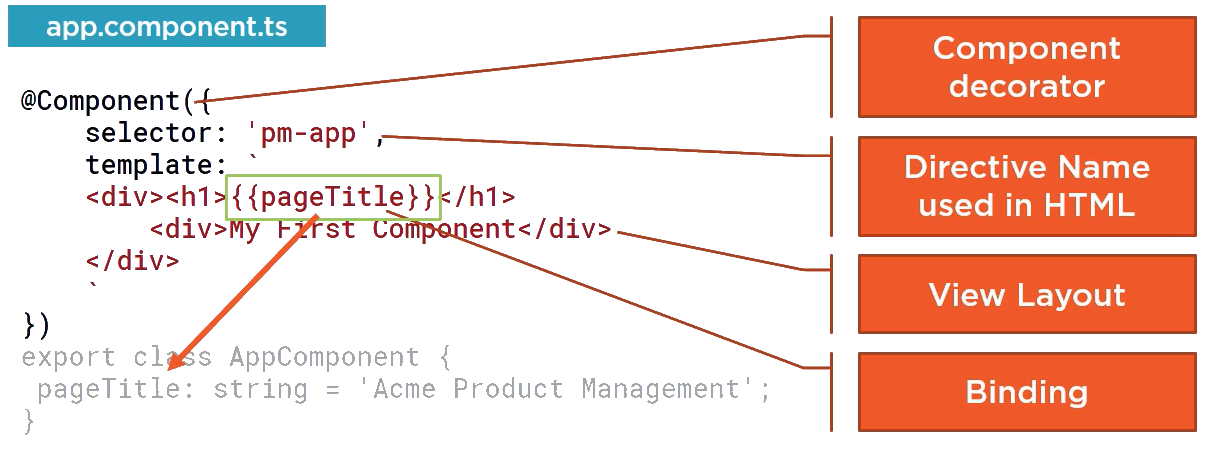 app.component.ts
@Component({
    selector: 'pm-app',
    template: `
    <div><h1>{{pageTitle}}</h1>
        <div>My First Component</div>
    </div>
    `
})
export class AppComponent {
 pageTitle: string = 'Acme Product Management';
}
Component
decorator
Directive Name
used in HTML
View Layout
Binding